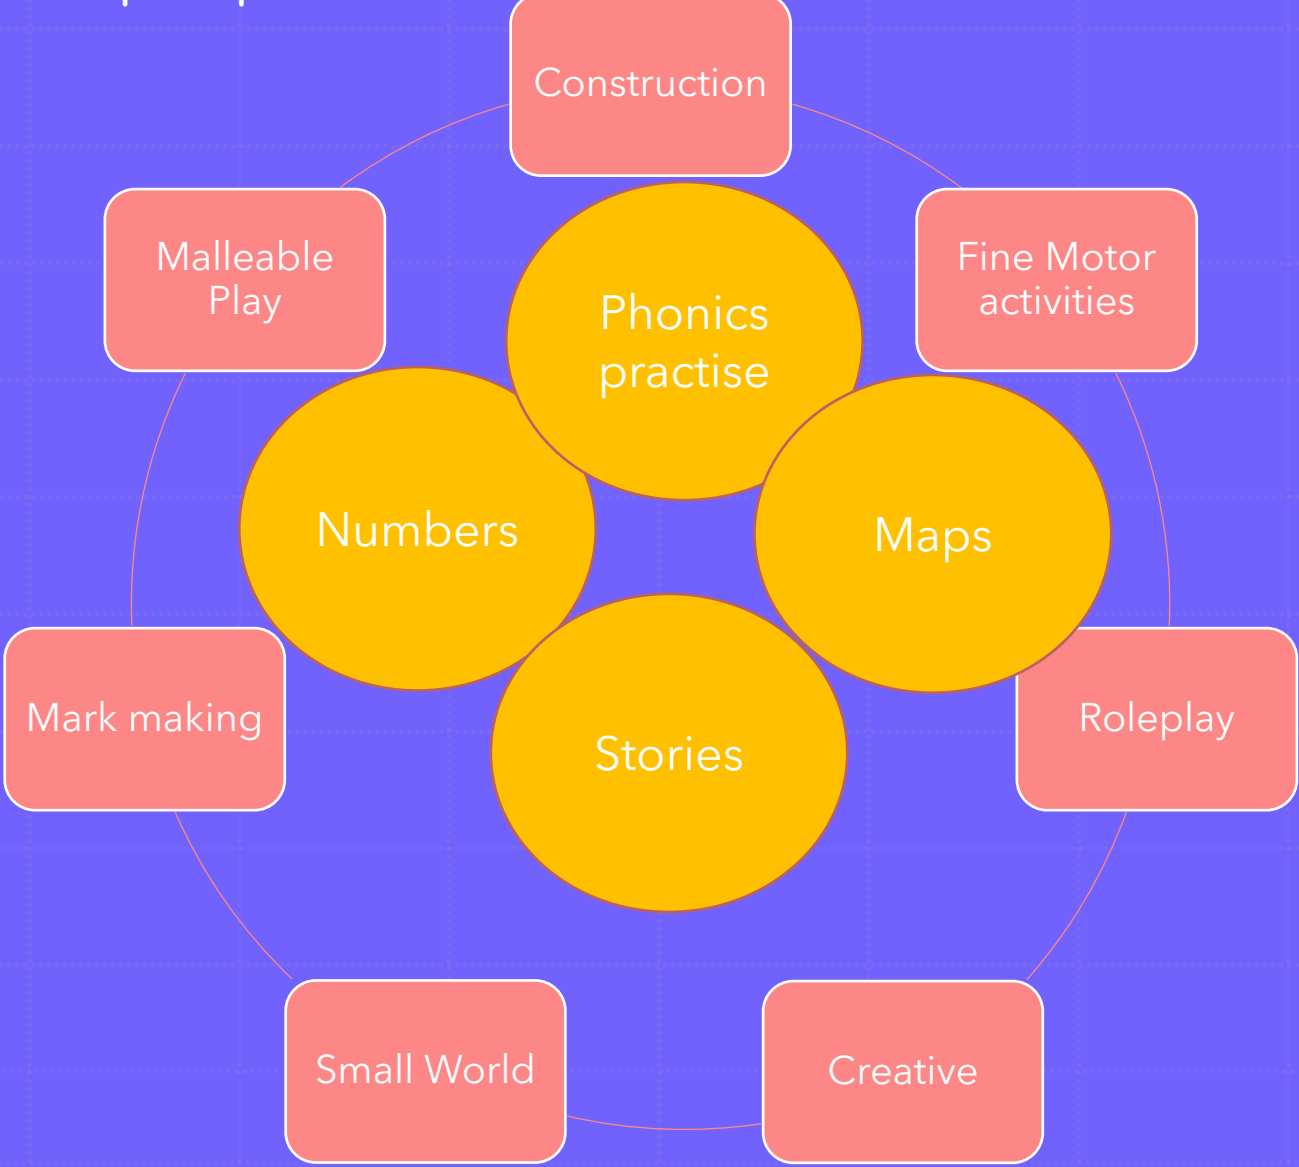 Construction
Malleable
Play
Fine Motor
activities
Phonics
practise
Numbers
Maps
Mark making
Roleplay
Stories
Small World
Creative